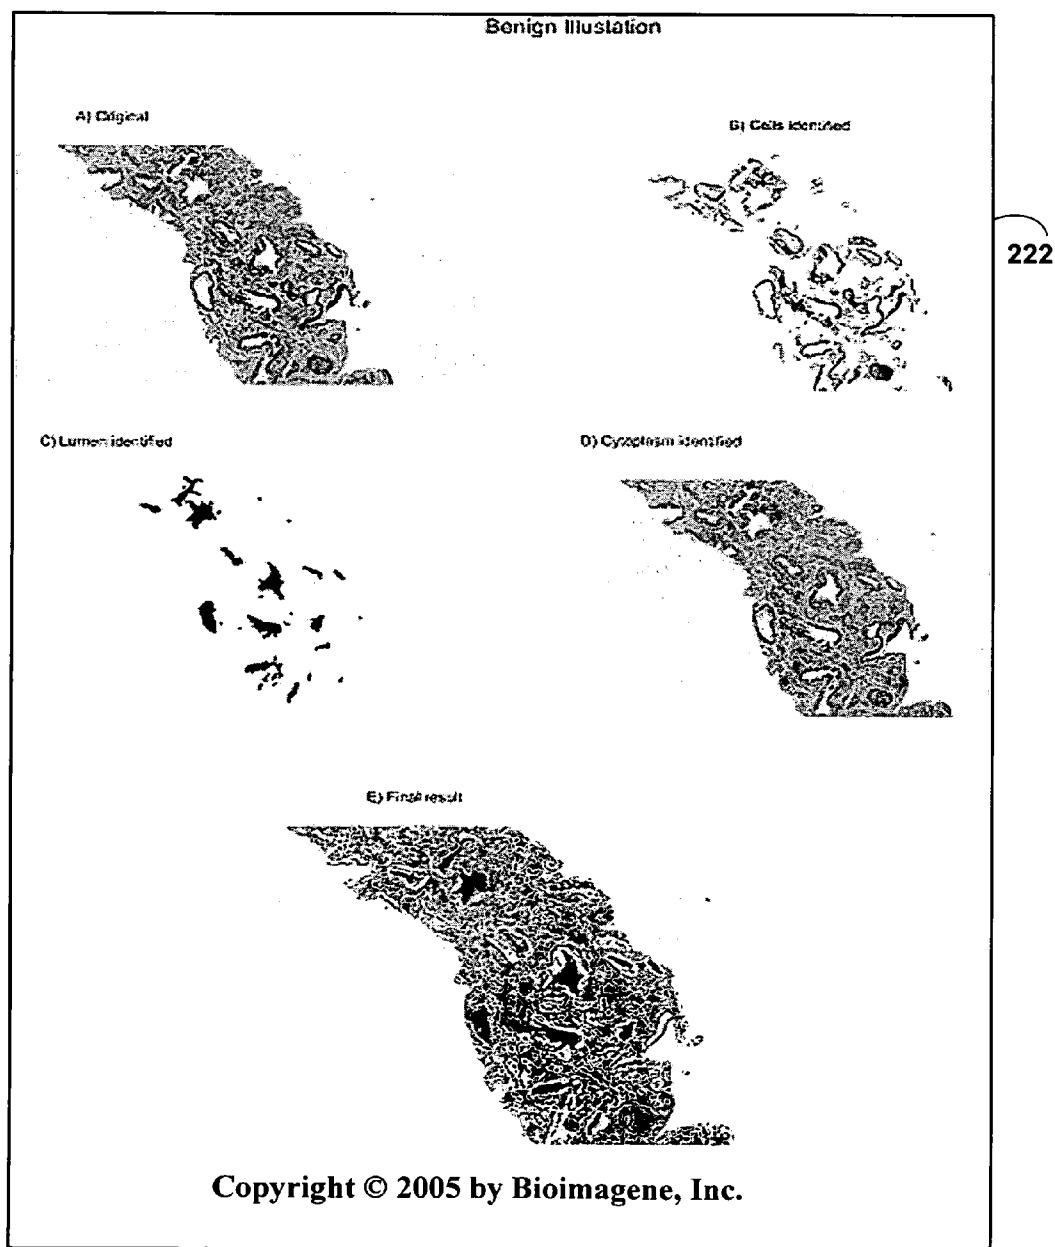 Benign Illustation
A) Original
B) Cells identified
222
C) Lumen identified
D) Cytoplasm identified
E) Final result
Copyright © 2005 by Bioimagene, Inc.